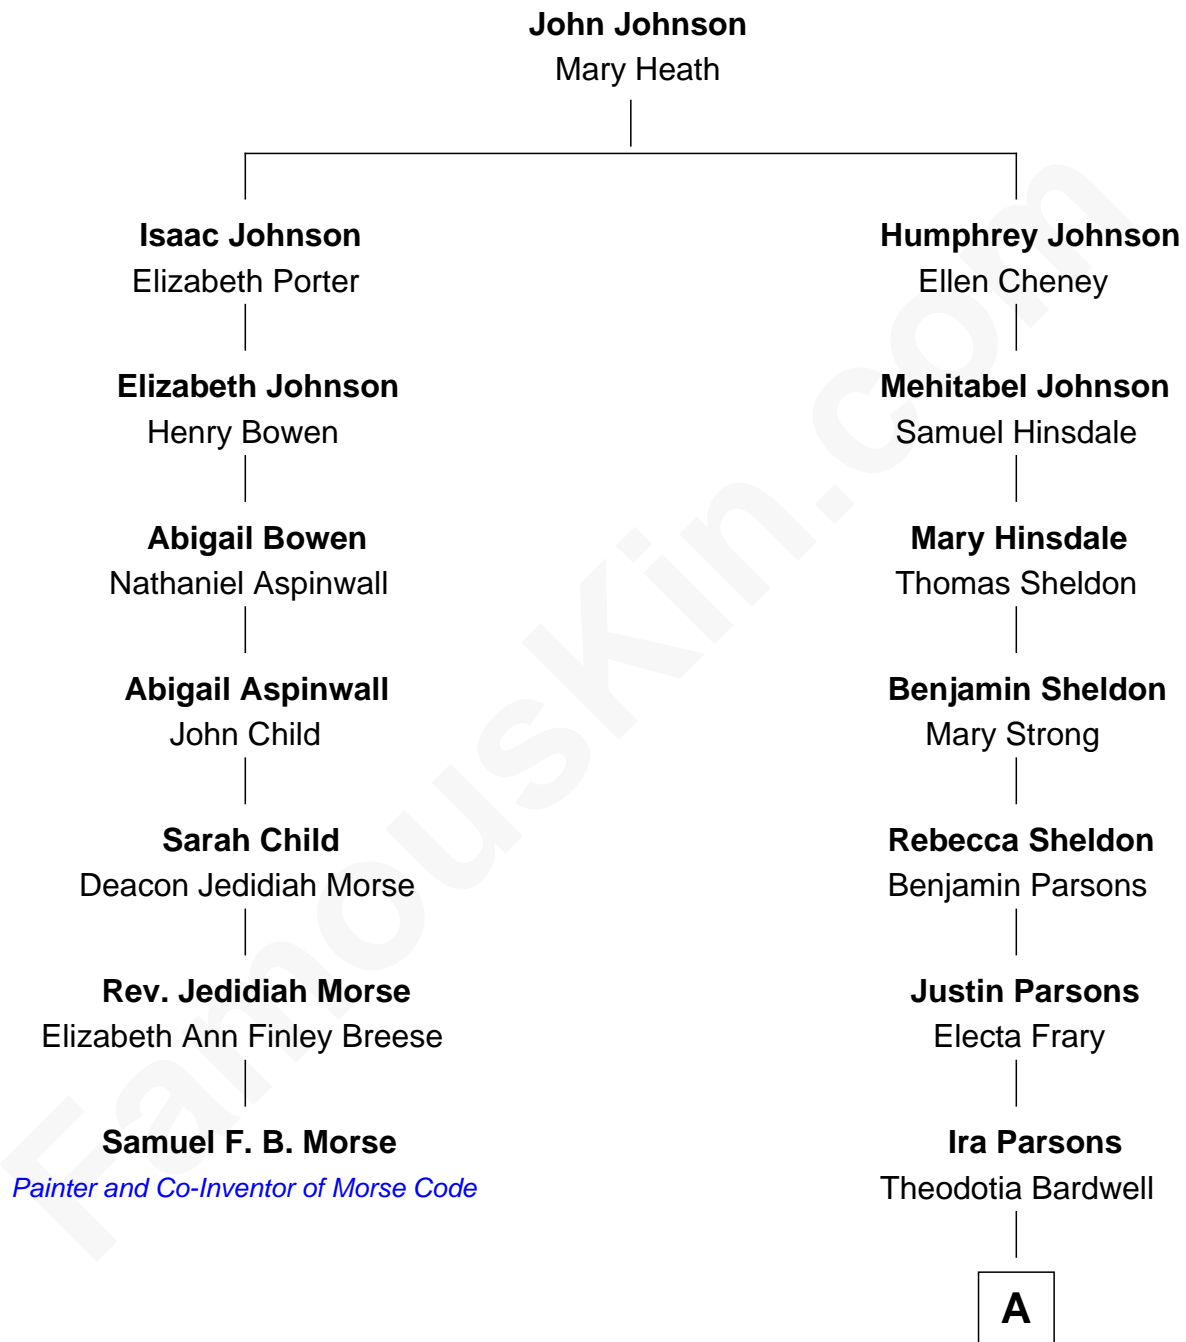 John Johnson
Mary Heath
Isaac Johnson
Elizabeth Porter
Humphrey Johnson
Ellen Cheney
Elizabeth Johnson
Henry Bowen
Mehitabel Johnson
Samuel Hinsdale
Abigail Bowen
Nathaniel Aspinwall
Mary Hinsdale
Thomas Sheldon
Abigail Aspinwall
John Child
Benjamin Sheldon
Mary Strong
Sarah Child
Deacon Jedidiah Morse
Rebecca Sheldon
Benjamin Parsons
Rev. Jedidiah Morse
Elizabeth Ann Finley Breese
Justin Parsons
Electa Frary
Samuel F. B. Morse
Painter and Co-Inventor of Morse Code
Ira Parsons
Theodotia Bardwell
A
FamousKin.com